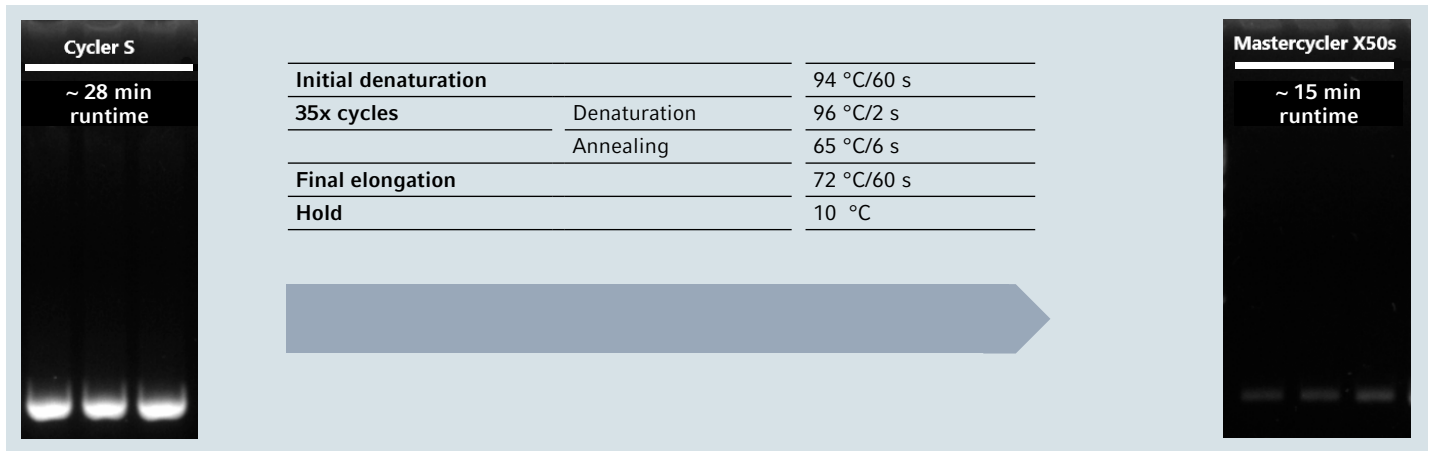 Cycler S
~ 28 min
runtime
Initial denaturation 94 °C/60 s
35x cycles Denaturation 96 °C/2 s
Annealing 65 °C/6 s
Final elongation 72 °C/60 s
Hold 10 °C
Mastercycler X50s
~ 15 min
runtime